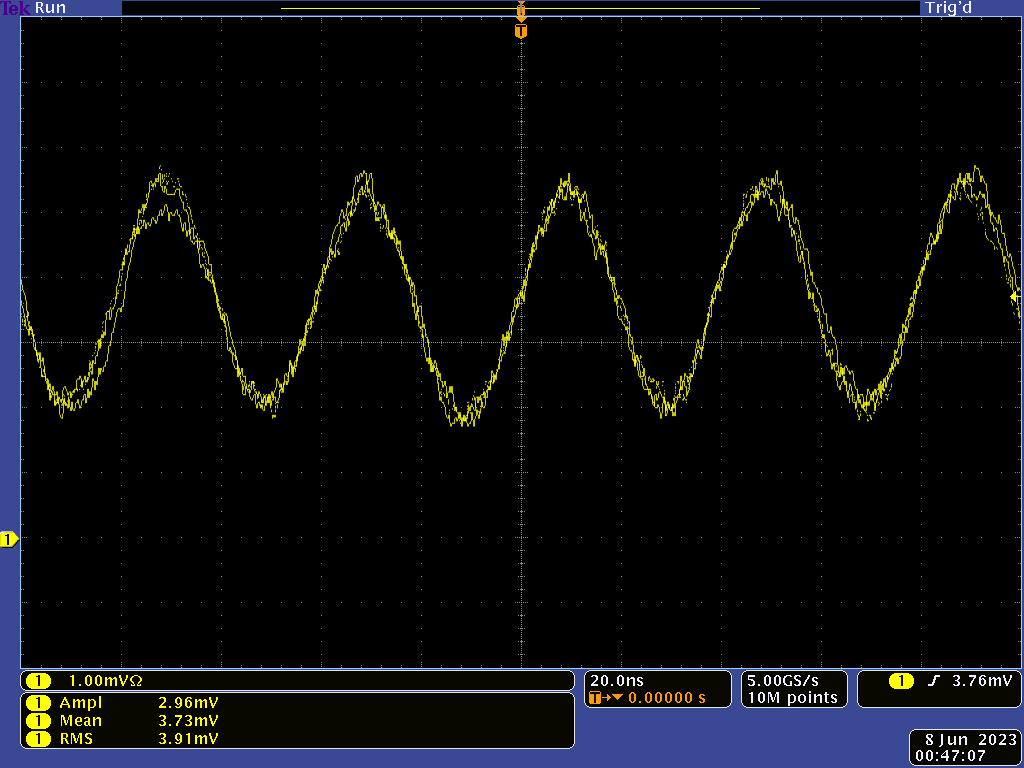 Tek Run Trig'd
T
T
1
1 1.00mVΩ
1 Ampl 2.96mV
1 Mean 3.73mV
1 RMS 3.91mV
20.0ns
T→▼ 0.00000 s
5.00GS/s
10M points
1 ∫ 3.76mV
8 Jun 2023
00:47:07